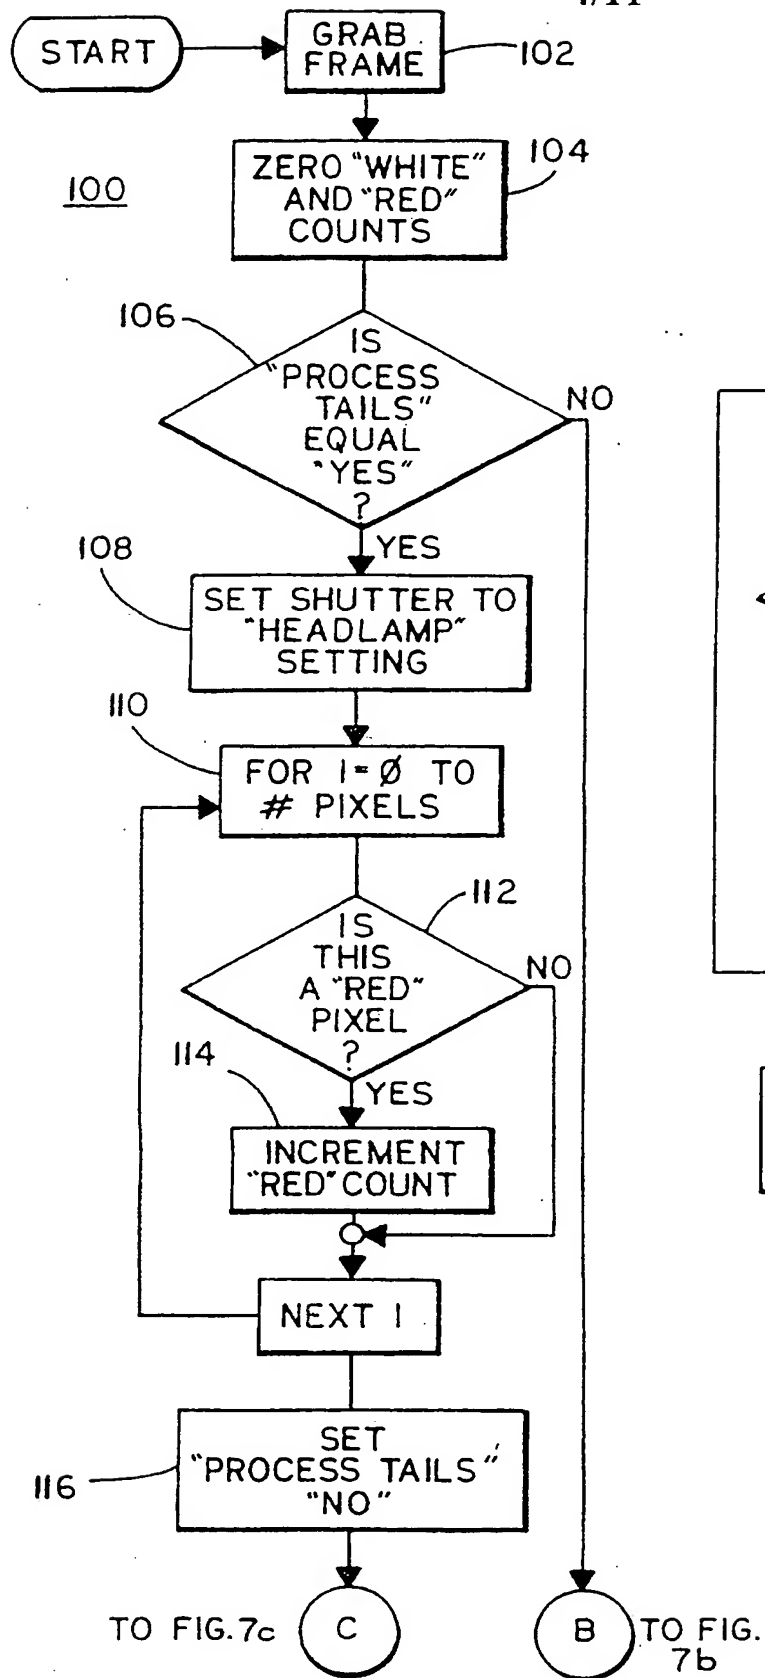 START
GRAB
FRAME
102
ZERO "WHITE"
AND "RED"
COUNTS
104
100
106
IS
"PROCESS
TAILS"
EQUAL
"YES"
?
NO
YES
108
SET SHUTTER TO
"HEADLAMP"
SETTING
110
FOR I=Ø TO
# PIXELS
112
IS
THIS
A "RED"
PIXEL
?
NO
114
YES
INCREMENT
"RED" COUNT
NEXT I
SET
"PROCESS TAILS"
"NO"
116
TO FIG. 7c
C
B
TO FIG.
7b